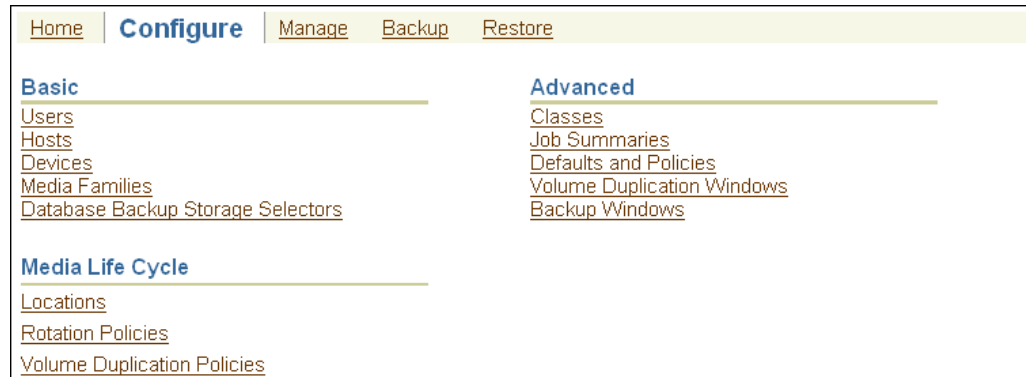 Home Configure Manage Backup Restore
Basic
Users
Hosts
Devices
Media Families
Database Backup Storage Selectors
Advanced
Classes
Job Summaries
Defaults and Policies
Volume Duplication Windows
Backup Windows
Media Life Cycle
Locations
Rotation Policies
Volume Duplication Policies